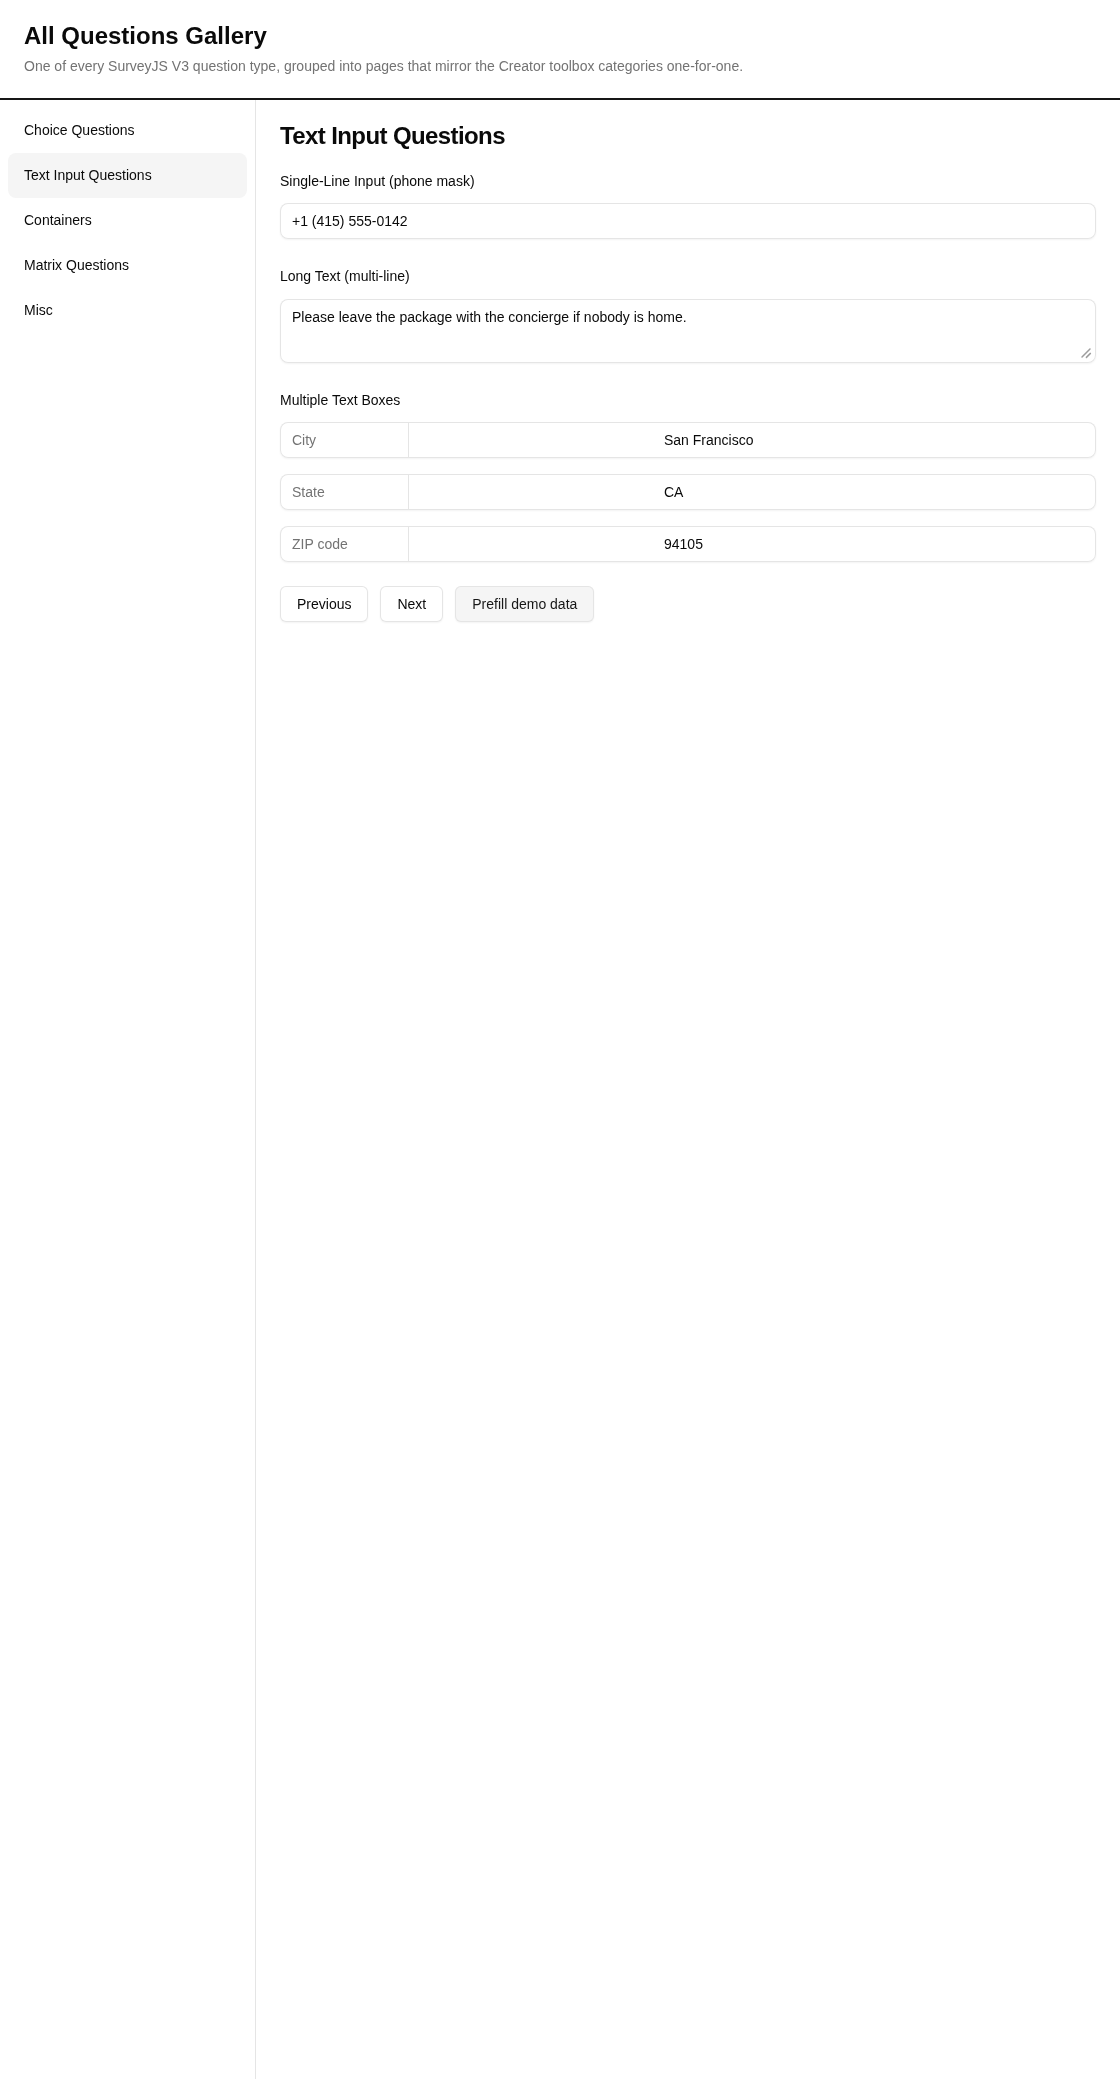 All Questions Gallery
One of every SurveyJS V3 question type, grouped into pages that mirror the Creator toolbox categories one-for-one.
Choice Questions
Text Input Questions
Containers
Matrix Questions
Misc
Text Input Questions
Single-Line Input (phone mask)
+1 (415) 555-0142
Long Text (multi-line)
Please leave the package with the concierge if nobody is home.
Multiple Text Boxes
City San Francisco
State CA
ZIP code 94105
Previous Next Prefill demo data